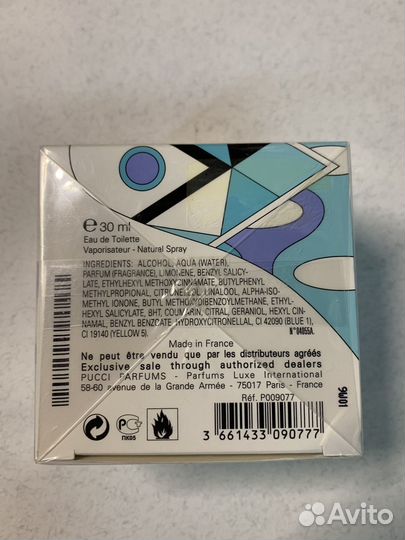 e 30 ml
Eau de Toilette
Vaporisateur - Natural Spray
INGREDIENTS: ALCOHOL, AQUA (WATER),
PARFUM (FRAGRANCE), LIMONENE, BENZYL SALICY-
LATE, ETHYLHEXYL METHOXYCINNAMATE, BUTYLPHENYL
METHYLPROPIONAL, CITRONELLOL, LINALOOL, ALPHA-ISO-
METHYL IONONE, BUTYL METHOXYDIBENZOYLMETHANE, ETHYL-
HEXYL SALICYLATE, BHT, COUMARIN, CITRAL, GERANIOL, HEXYL CIN-
NAMAL, BENZYL BENZOATE, HYDROXYCITRONELLAL, CI 42090 (BLUE 1),
CI 19140 (YELLOW 5).
N°04055A.
Made in France
Ne peut être vendu que par les distributeurs agréés
Exclusive sale through authorized dealers
PUCCI PARFUMS - Parfums Luxe International
58-60 avenue de la Grande Armée - 75017 Paris - France
Réf. P009077
ПК05
3 661433 090777
Avito